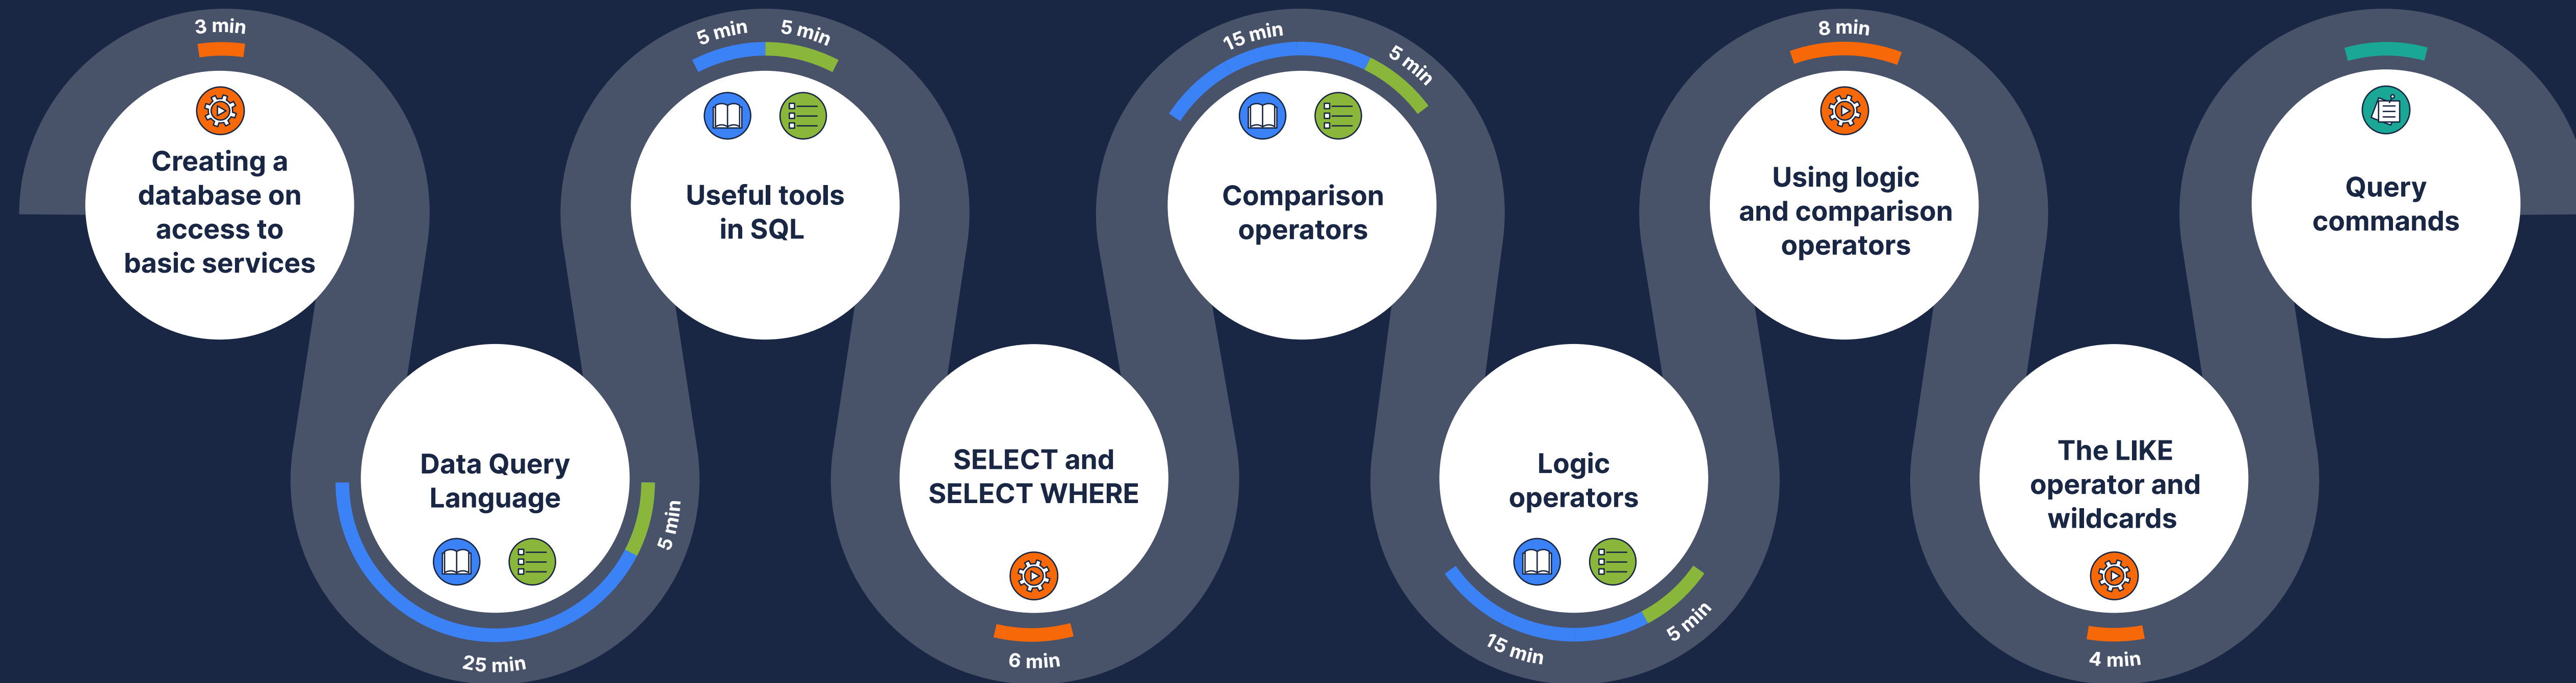 3 min
Creating a
database on
access to
basic services
Data Query
Language
25 min
5 min
5 min
5 min
Useful tools
in SQL
SELECT and
SELECT WHERE
6 min
15 min
5 min
Comparison
operators
Logic
operators
15 min
5 min
8 min
Using logic
and comparison
operators
The LIKE
operator and
wildcards
4 min
Query
commands